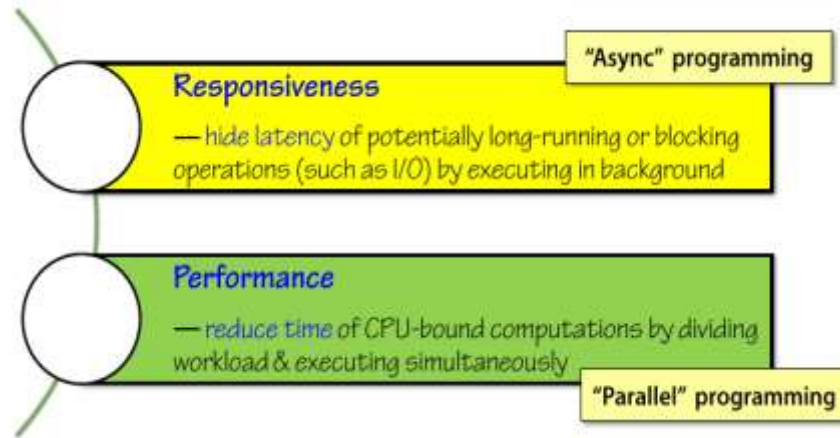 "Async" programming
Responsiveness
— hide latency of potentially long-running or blocking
operations (such as I/O) by executing in background
Performance
— reduce time of CPU-bound computations by dividing
workload & executing simultaneously
"Parallel" programming